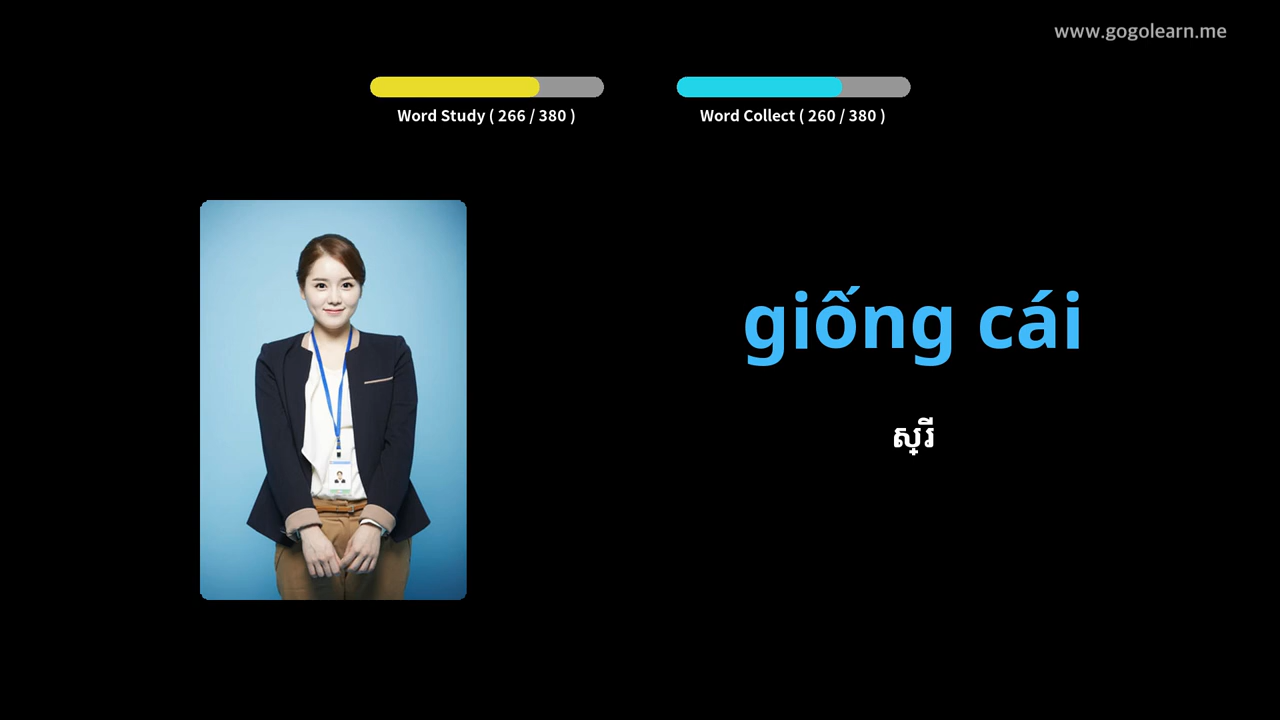 www.gogolearn.me
Word Study ( 266 / 380 )
Word Collect ( 260 / 380 )
giống cái
ស្រី